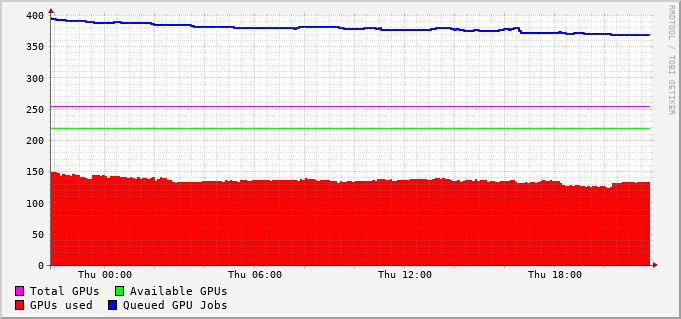 400
350
300
250
200
150
100
50
0
Thu 00:00 Thu 06:00 Thu 12:00 Thu 18:00
Total GPUs Available GPUs
GPUs used Queued GPU Jobs
RRDTOOL / TOBI OETIKER